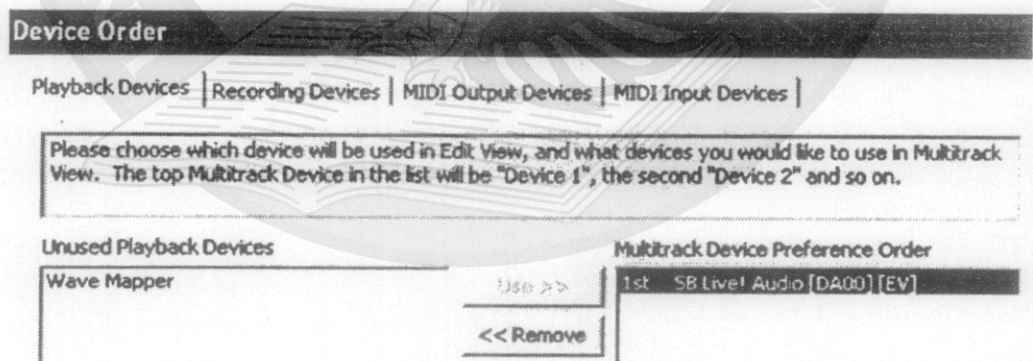 Device Order
Playback Devices | Recording Devices | MIDI Output Devices | MIDI Input Devices |
Please choose which device will be used in Edit View, and what devices you would like to use in Multitrack
View. The top Multitrack Device in the list will be "Device 1", the second "Device 2" and so on.
Unused Playback Devices
Multitrack Device Preference Order
Wave Mapper
Use >>
1st SB Live! Audio [DA00] [EV]
<< Remove